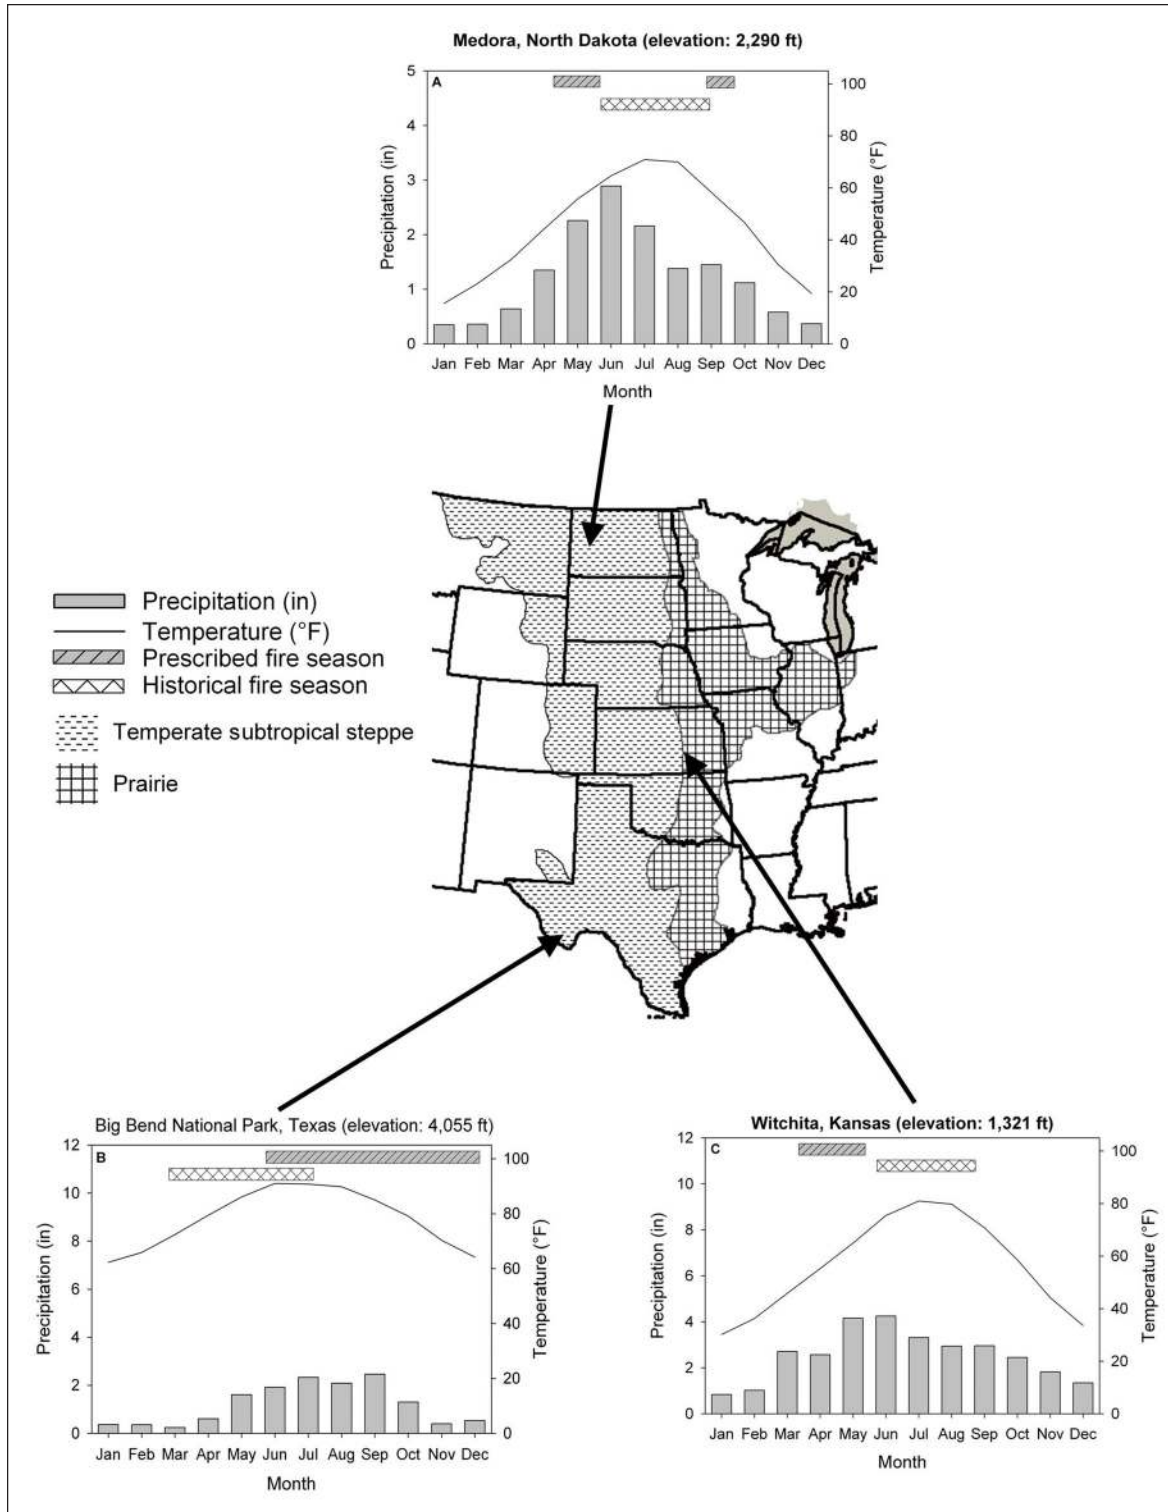 Medora, North Dakota (elevation: 2,290 ft)
A
5
4
3
2
1
0
Precipitation (in)
100
80
60
40
20
0
Temperature (°F)
Jan Feb Mar Apr May Jun Jul Aug Sep Oct Nov Dec
Month
Precipitation (in)
Temperature (°F)
Prescribed fire season
Historical fire season
Temperate subtropical steppe
Prairie
Big Bend National Park, Texas (elevation: 4,055 ft)
B
12
10
8
6
4
2
0
Precipitation (in)
100
80
60
40
20
0
Temperature (°F)
Jan Feb Mar Apr May Jun Jul Aug Sep Oct Nov Dec
Month
Witchita, Kansas (elevation: 1,321 ft)
C
12
10
8
6
4
2
0
Precipitation (in)
100
80
60
40
20
0
Temperature (°F)
Jan Feb Mar Apr May Jun Jul Aug Sep Oct Nov Dec
Month